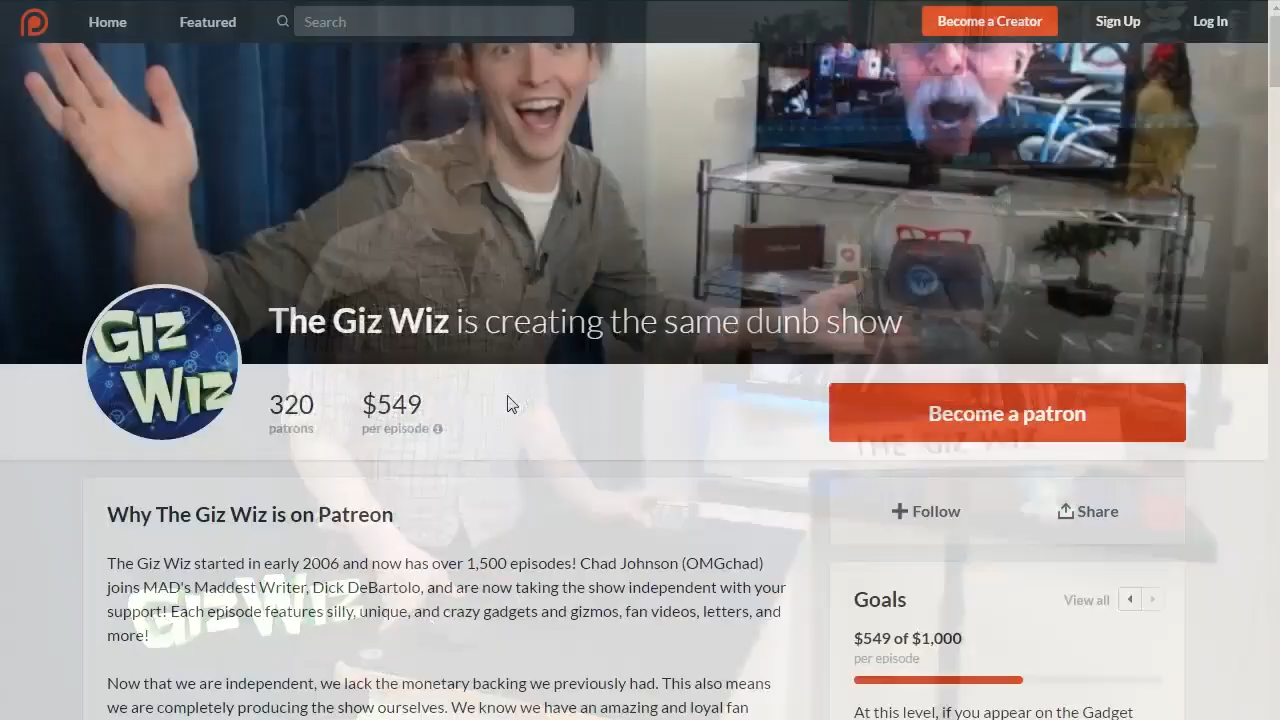 Home
Featured
Search
Become a Creator
Sign Up
Log In
The Giz Wiz is creating the same dunb show
GIZ
WIZ
320
patrons
$549
per episode
Become a patron
THE GIZ WIZ
Why The Giz Wiz is on Patreon
The Giz Wiz started in early 2006 and now has over 1,500 episodes! Chad Johnson (OMGchad)
joins MAD's Maddest Writer, Dick DeBartolo, and are now taking the show independent with your
support! Each episode features silly, unique, and crazy gadgets and gizmos, fan videos, letters, and
more!
GIZ WIZ
Now that we are independent, we lack the monetary backing we previously had. This also means
we are completely producing the show ourselves. We know we have an amazing and loyal fan
Follow
Share
Goals
View all
$549 of $1,000
per episode
At this level, if you appear on the Gadget